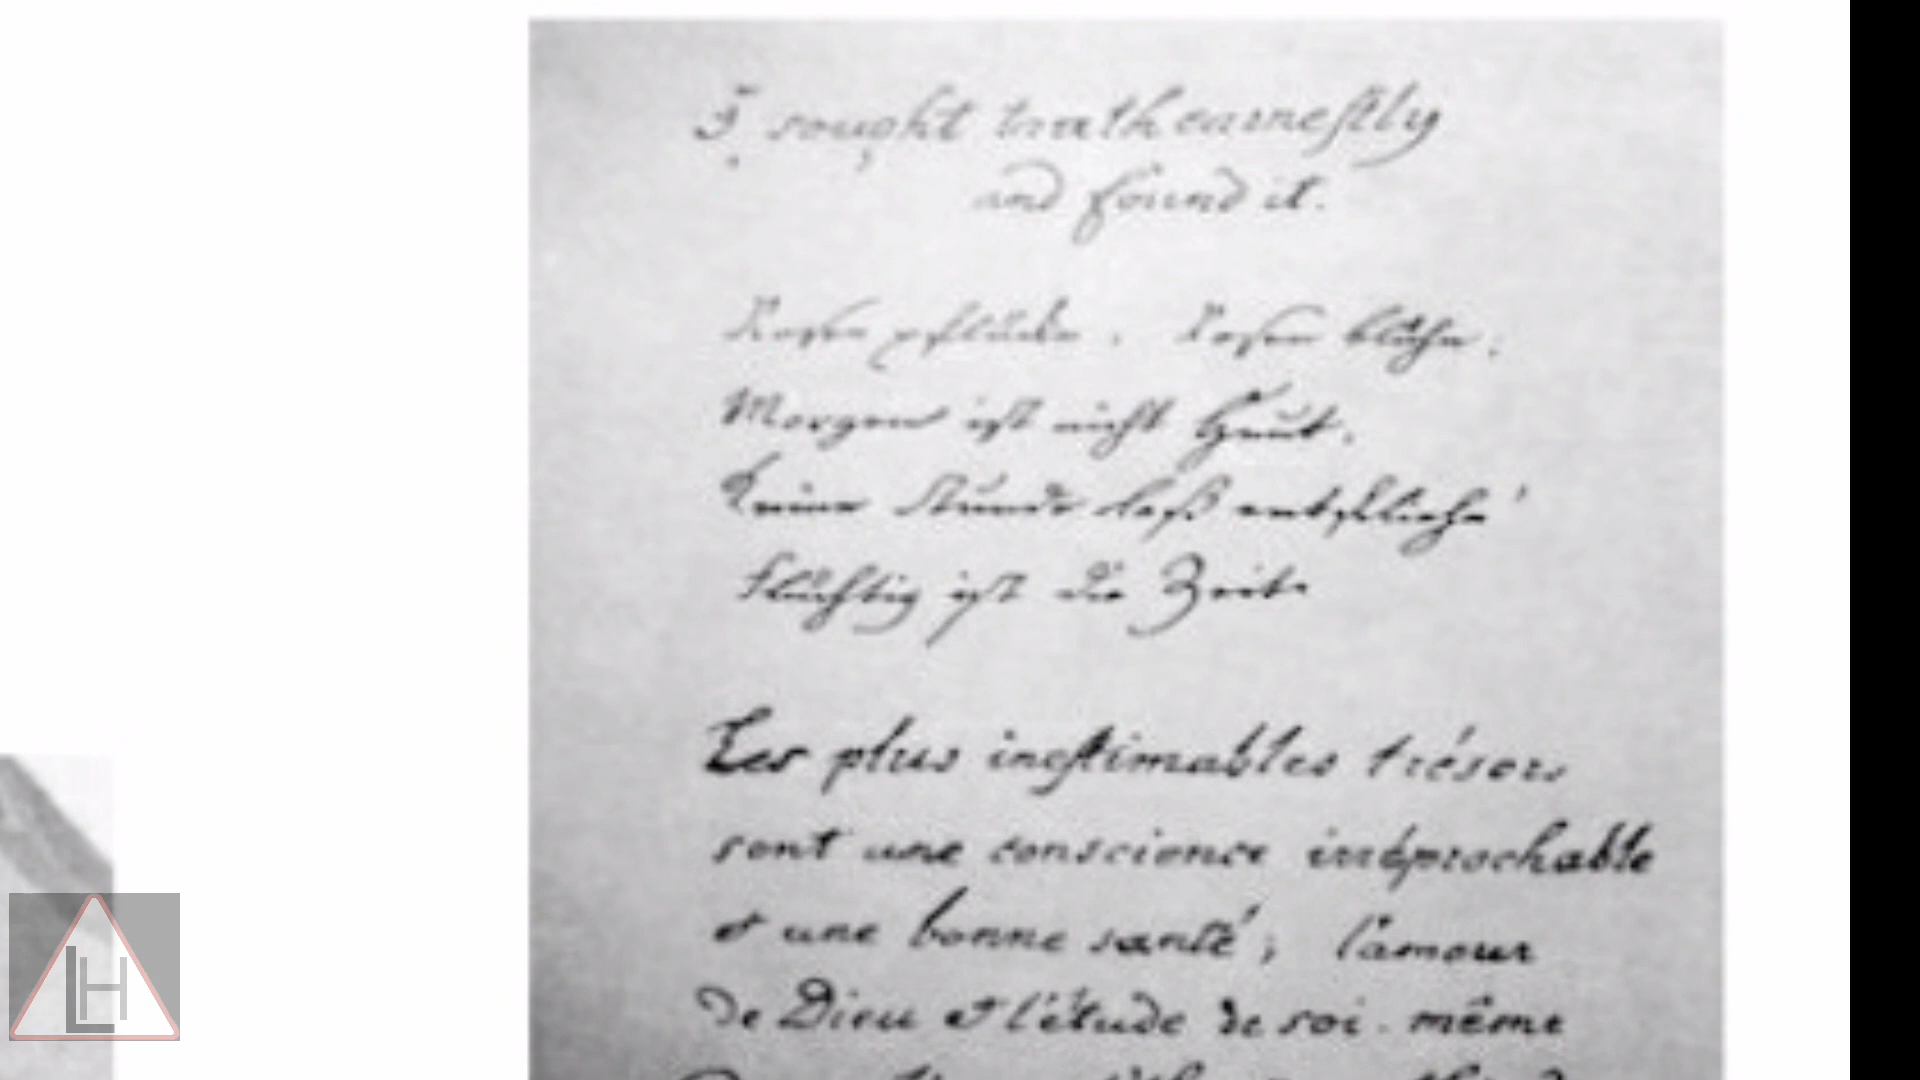 I sought truth earnestly
and found it.
Rosen pflücke, Rosen blühn,
Morgen ist nicht Heut.
Keine Stunde laß entfliehn'
Flüchtig ist die Zeit.
Les plus inestimables trésors
sont une conscience irréprochable
et une bonne santé; l'amour
de Dieu et l'étude de soi-même
LH